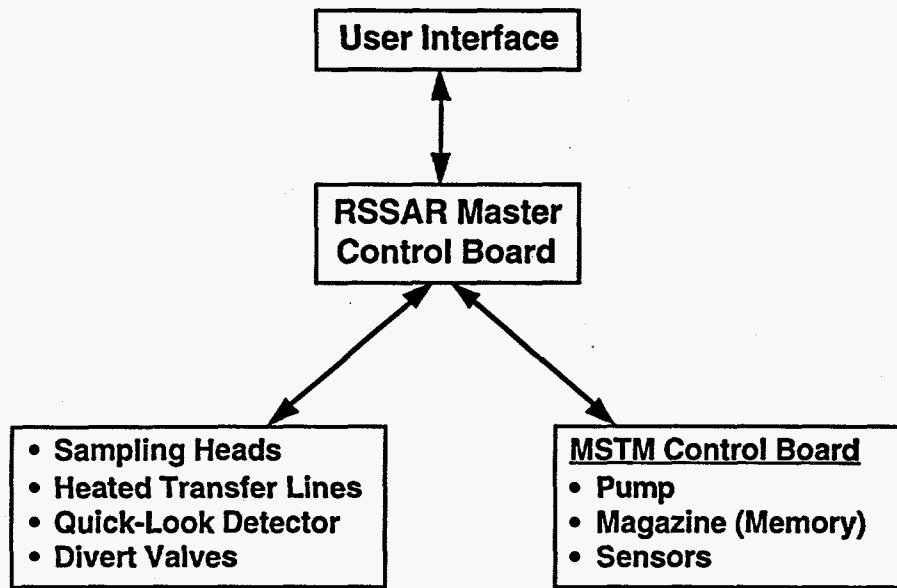 User Interface
RSSAR Master
Control Board
• Sampling Heads
• Heated Transfer Lines
• Quick-Look Detector
• Divert Valves
MSTM Control Board
• Pump
• Magazine (Memory)
• Sensors